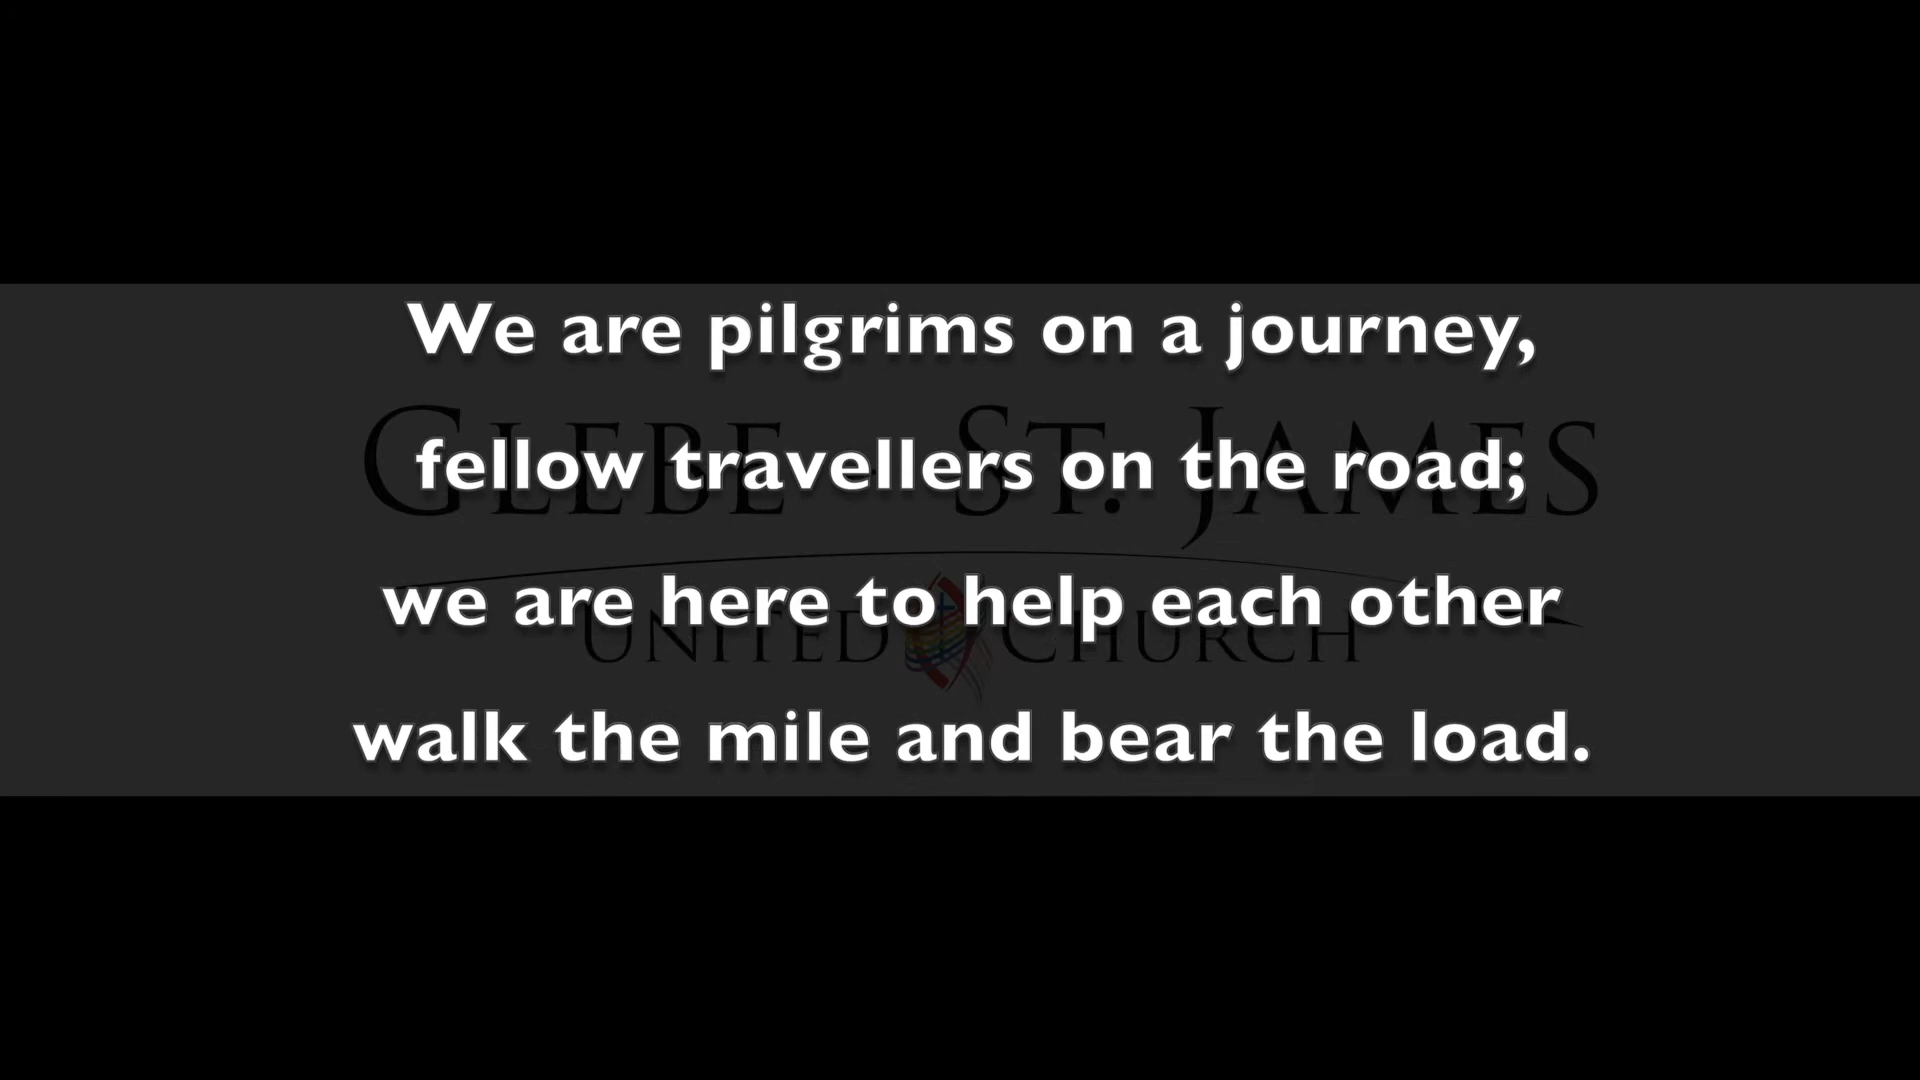 We are pilgrims on a journey,
GLEBE ST. JAMES
fellow travellers on the road;
we are here to help each other
UNITED CHURCH
walk the mile and bear the load.